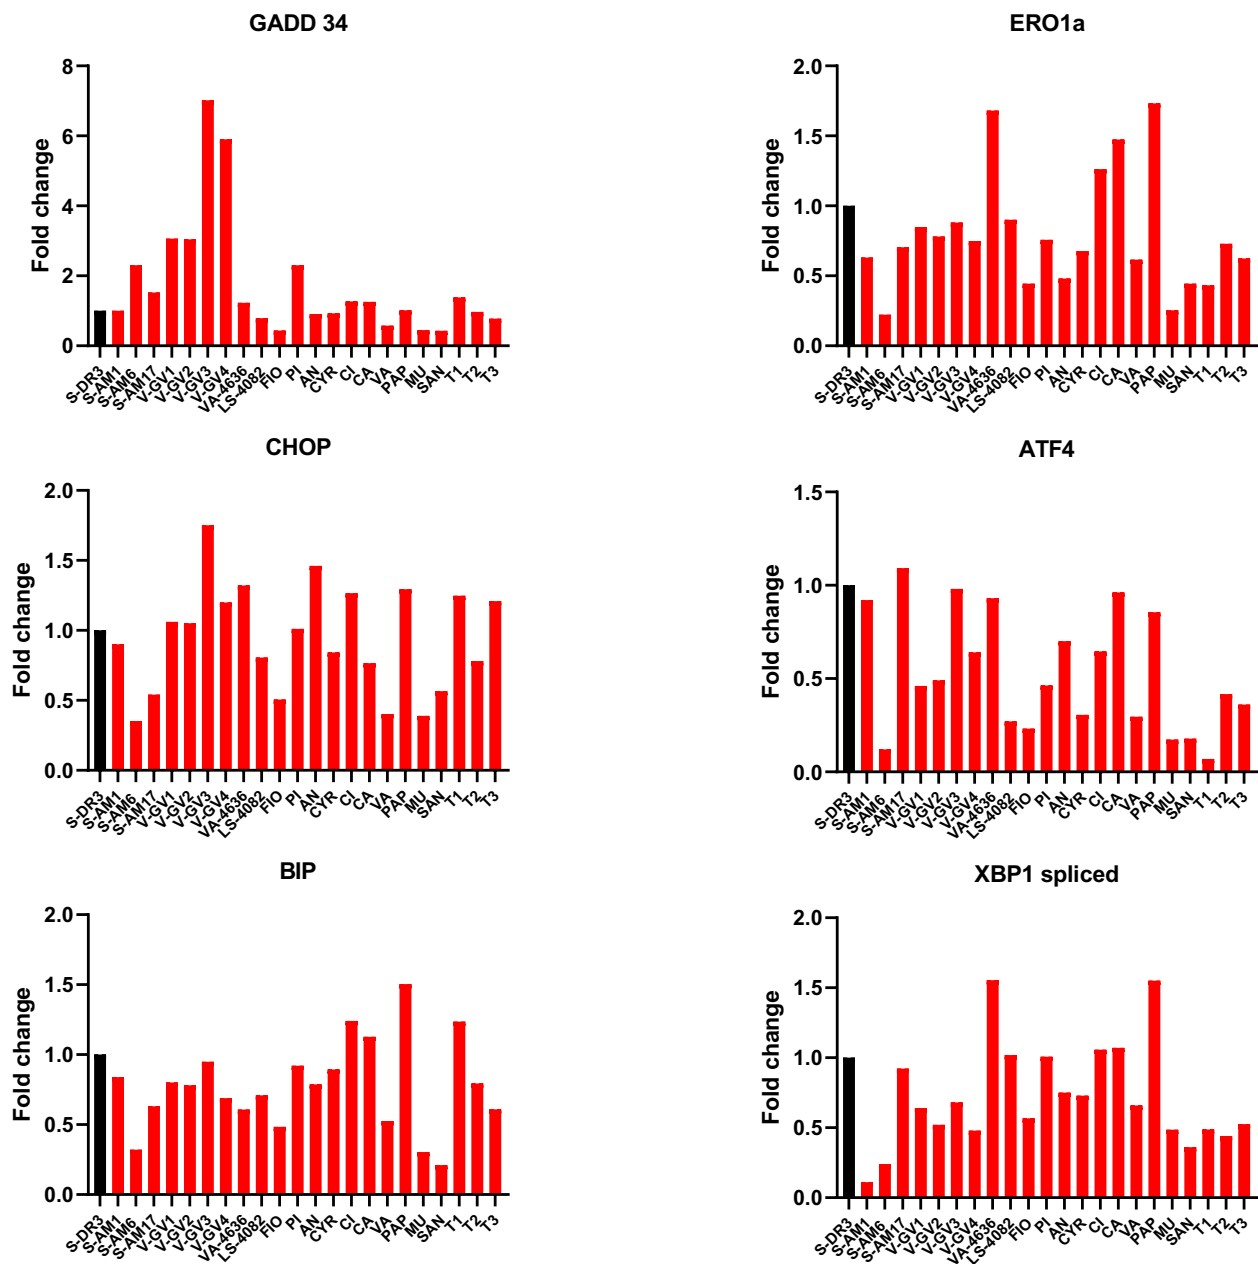 GADD 34
Fold change
8
6
4
2
0
S-DR3 S-AM1 S-AM6 S-AM17 V-GV1 V-GV2 V-GV3 V-GV4 VA-4636 LS-4082 FIO PI AN CYR CI CA VA PAP MU SAN T1 T2 T3
ERO1a
Fold change
2.0
1.5
1.0
0.5
0.0
S-DR3 S-AM1 S-AM6 S-AM17 V-GV1 V-GV2 V-GV3 V-GV4 VA-4636 LS-4082 FIO PI AN CYR CI CA VA PAP MU SAN T1 T2 T3
CHOP
Fold change
2.0
1.5
1.0
0.5
0.0
S-DR3 S-AM1 S-AM6 S-AM17 V-GV1 V-GV2 V-GV3 V-GV4 VA-4636 LS-4082 FIO PI AN CYR CI CA VA PAP MU SAN T1 T2 T3
ATF4
Fold change
1.5
1.0
0.5
0.0
S-DR3 S-AM1 S-AM6 S-AM17 V-GV1 V-GV2 V-GV3 V-GV4 VA-4636 LS-4082 FIO PI AN CYR CI CA VA PAP MU SAN T1 T2 T3
BIP
Fold change
2.0
1.5
1.0
0.5
0.0
S-DR3 S-AM1 S-AM6 S-AM17 V-GV1 V-GV2 V-GV3 V-GV4 VA-4636 LS-4082 FIO PI AN CYR CI CA VA PAP MU SAN T1 T2 T3
XBP1 spliced
Fold change
2.0
1.5
1.0
0.5
0.0
S-DR3 S-AM1 S-AM6 S-AM17 V-GV1 V-GV2 V-GV3 V-GV4 VA-4636 LS-4082 FIO PI AN CYR CI CA VA PAP MU SAN T1 T2 T3